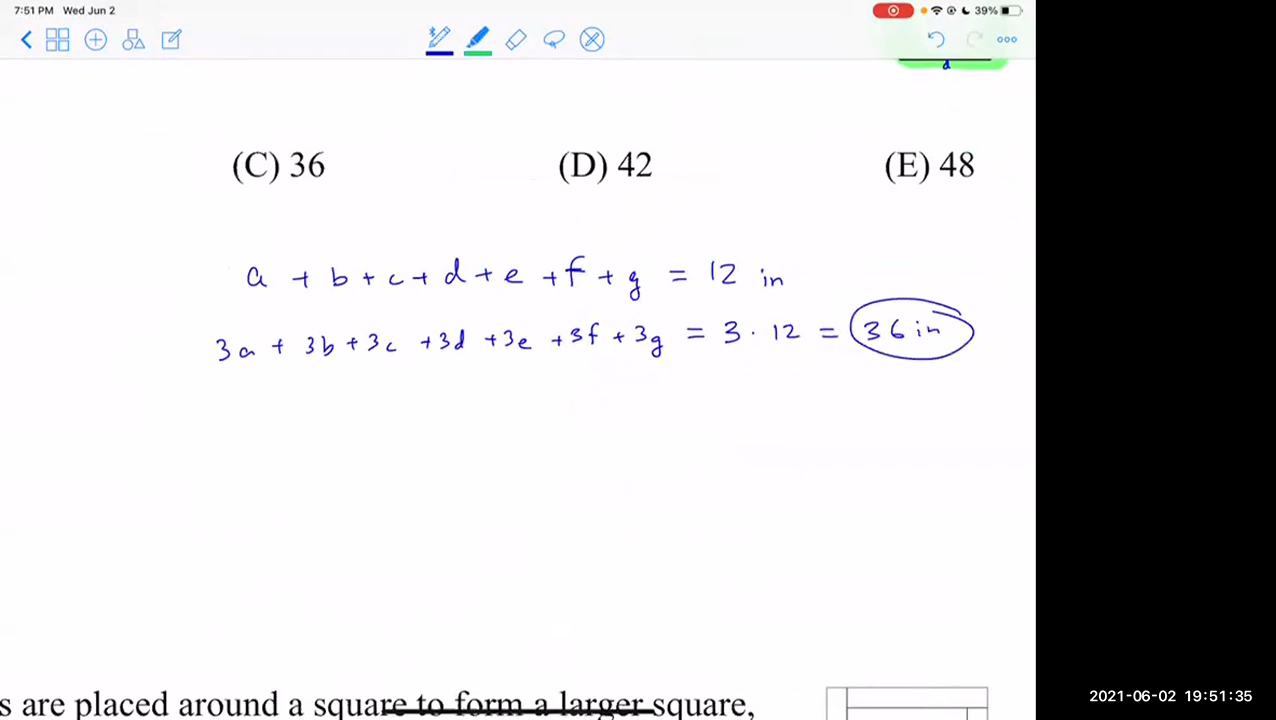 7:51 PM Wed Jun 2
39%
d
(C) 36 (D) 42 (E) 48
a + b + c + d + e + f + g = 12 in
3a + 3b + 3c + 3d + 3e + 3f + 3g = 3 · 12 = 36 in
s are placed around a square to form a larger square,
2021-06-02 19:51:35